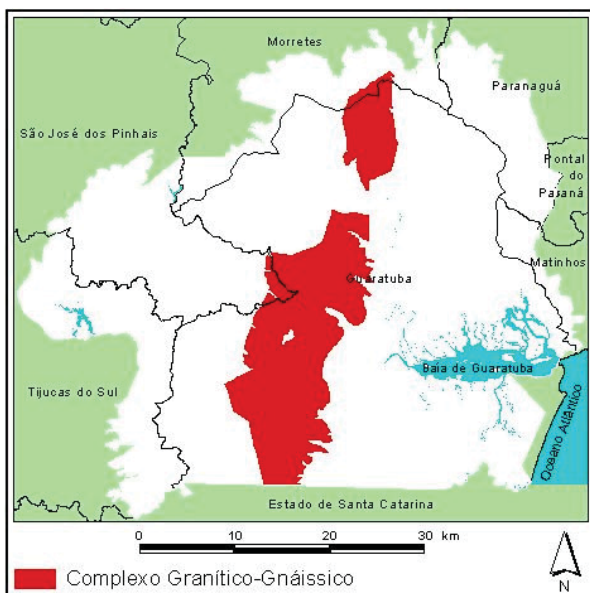 Morretes
Paranaguá
São José dos Pinhais
Pontal
do
Paraná
Matinhos
Guaratuba
Baía de Guaratuba
Tijucas do Sul
Oceano Atlântico
Estado de Santa Catarina
0 10 20 30 km
Complexo Granítico-Gnáissico
N